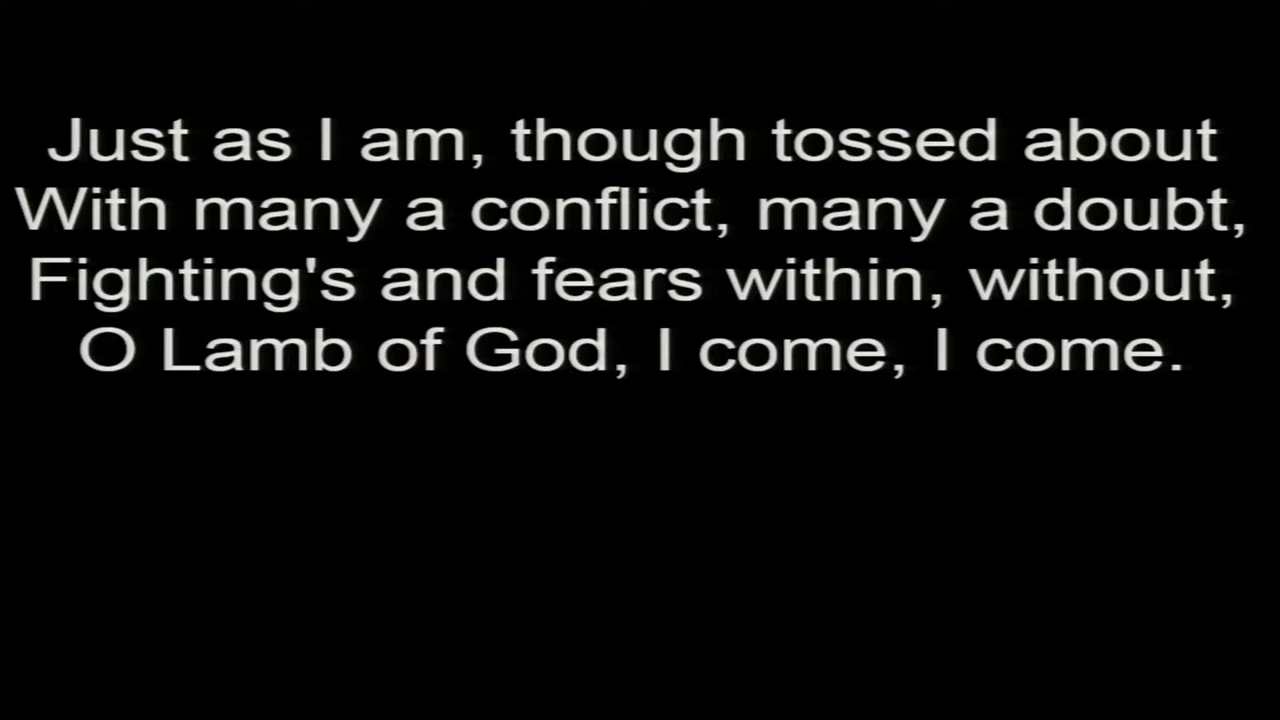 Just as I am, though tossed about
With many a conflict, many a doubt,
Fighting's and fears within, without,
O Lamb of God, I come, I come.